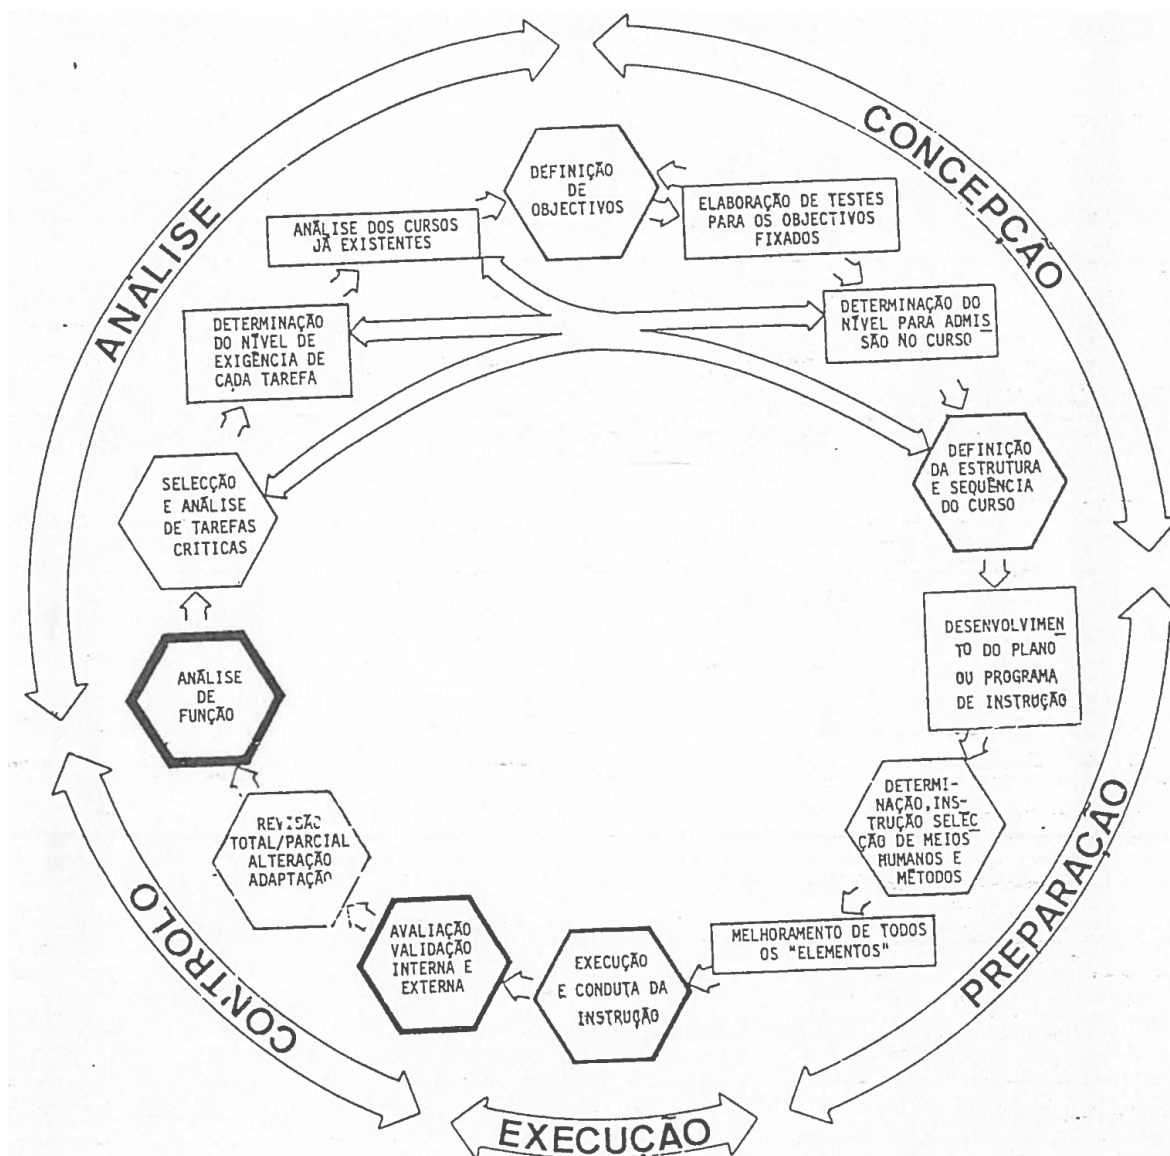 ANÁLISE
CONCEPÇÃO
DEFINIÇÃO
DE
OBJECTIVOS
ELABORAÇÃO DE TESTES
PARA OS OBJECTIVOS
FIXADOS
ANÁLISE DOS CURSOS
JÁ EXISTENTES
DETERMINAÇÃO DO
NÍVEL PARA ADMIS
SÃO NO CURSO
DETERMINAÇÃO
DO NÍVEL DE
EXIGÊNCIA DE
CADA TAREFA
DEFINIÇÃO
DA ESTRUTURA
E SEQUÊNCIA
DO CURSO
SELECÇÃO
E ANÁLISE
DE TAREFAS
CRITICAS
DESENVOLVIMEN
TO DO PLANO
OU PROGRAMA
DE INSTRUÇÃO
ANÁLISE
DE
FUNÇÃO
DETERMI-
NAÇÃO,INS-
TRUÇÃO SELEC
ÇÃO DE MEIOS
HUMANOS E
MÉTODOS
REVISÃO
TOTAL/PARCIAL
ALTERAÇÃO
ADAPTAÇÃO
PREPARAÇÃO
MELHORAMENTO DE TODOS
OS "ELEMENTOS"
AVALIAÇÃO
VALIDAÇÃO
INTERNA E
EXTERNA
EXECUÇÃO
E CONDUTA DA
INSTRUÇÃO
CONTROLO
EXECUÇÃO